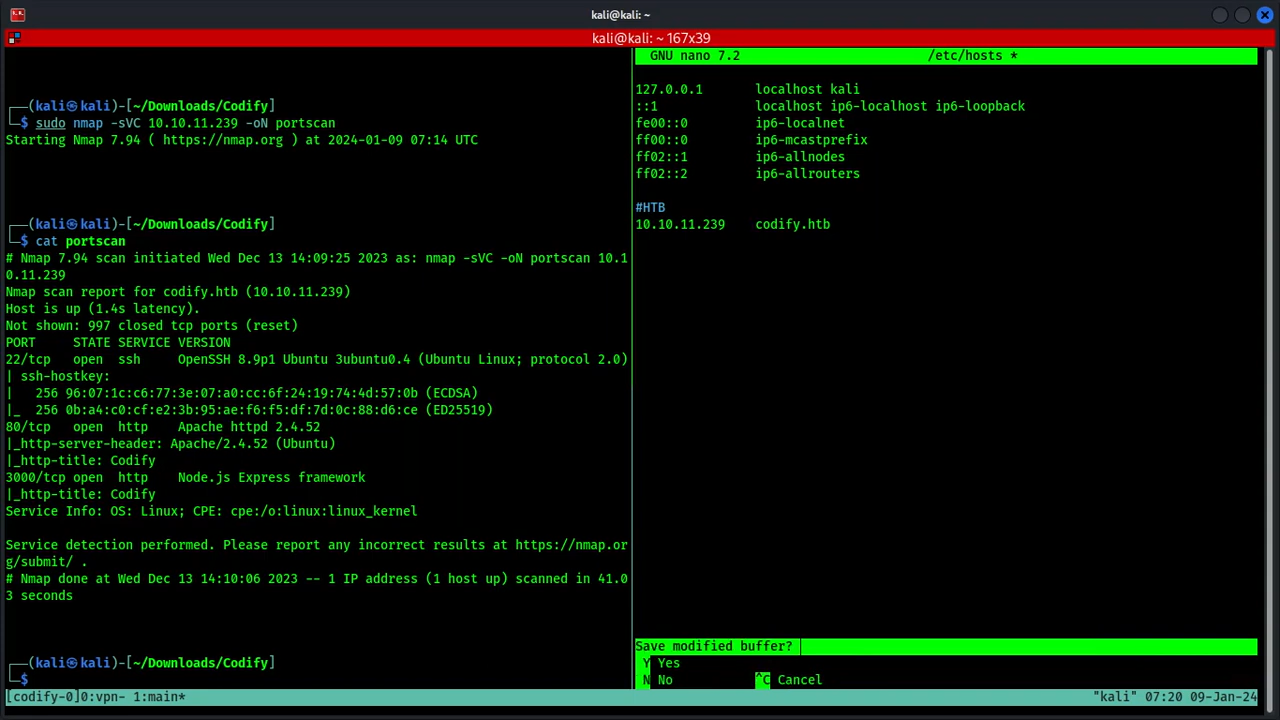 kali@kali: ~
kali@kali: ~ 167x39
┌──(kali㉿kali)-[~/Downloads/Codify]
└─$ sudo nmap -sVC 10.10.11.239 -oN portscan
Starting Nmap 7.94 ( https://nmap.org ) at 2024-01-09 07:14 UTC
┌──(kali㉿kali)-[~/Downloads/Codify]
└─$ cat portscan
# Nmap 7.94 scan initiated Wed Dec 13 14:09:25 2023 as: nmap -sVC -oN portscan 10.1
0.11.239
Nmap scan report for codify.htb (10.10.11.239)
Host is up (1.4s latency).
Not shown: 997 closed tcp ports (reset)
PORT     STATE SERVICE VERSION
22/tcp   open  ssh     OpenSSH 8.9p1 Ubuntu 3ubuntu0.4 (Ubuntu Linux; protocol 2.0)
| ssh-hostkey:
|   256 96:07:1c:c6:77:3e:07:a0:cc:6f:24:19:74:4d:57:0b (ECDSA)
|_  256 0b:a4:c0:cf:e2:3b:95:ae:f6:f5:df:7d:0c:88:d6:ce (ED25519)
80/tcp   open  http    Apache httpd 2.4.52
|_http-server-header: Apache/2.4.52 (Ubuntu)
|_http-title: Codify
3000/tcp open  http    Node.js Express framework
|_http-title: Codify
Service Info: OS: Linux; CPE: cpe:/o:linux:linux_kernel
Service detection performed. Please report any incorrect results at https://nmap.or
g/submit/ .
# Nmap done at Wed Dec 13 14:10:06 2023 -- 1 IP address (1 host up) scanned in 41.0
3 seconds
┌──(kali㉿kali)-[~/Downloads/Codify]
└─$
GNU nano 7.2                         /etc/hosts *
127.0.0.1       localhost kali
::1             localhost ip6-localhost ip6-loopback
fe00::0         ip6-localnet
ff00::0         ip6-mcastprefix
ff02::1         ip6-allnodes
ff02::2         ip6-allrouters
#HTB
10.10.11.239    codify.htb
Save modified buffer?
Y Yes
N No           ^C Cancel
[codify-0]0:vpn- 1:main*
"kali" 07:20 09-Jan-24